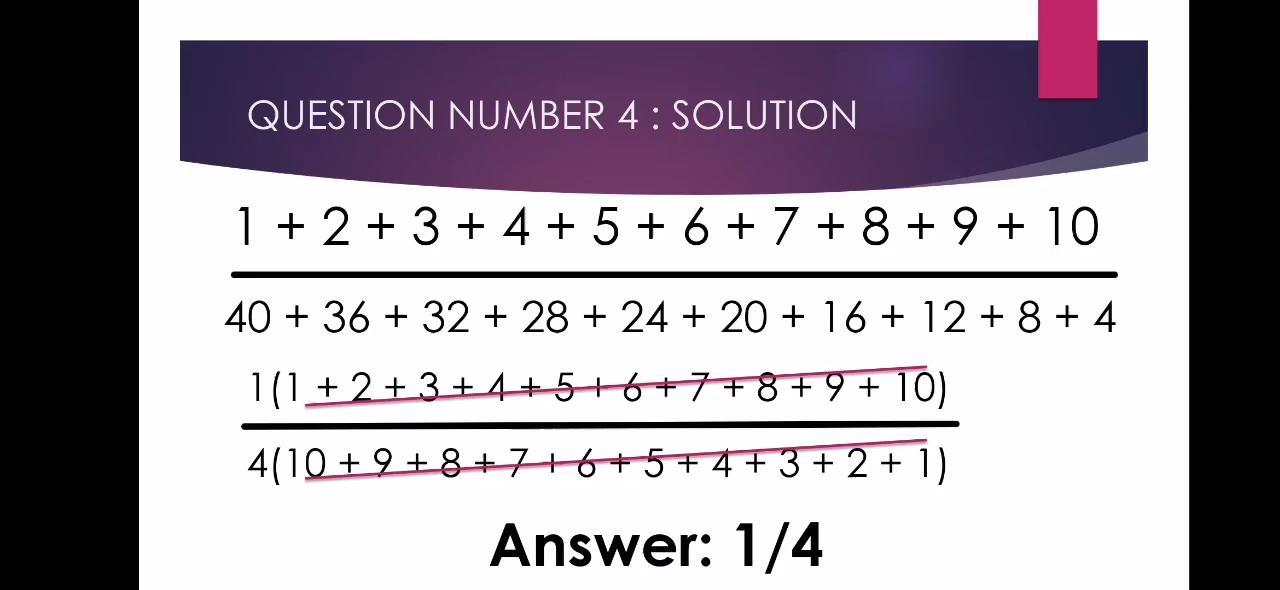 QUESTION NUMBER 4 : SOLUTION
1 + 2 + 3 + 4 + 5 + 6 + 7 + 8 + 9 + 10
40 + 36 + 32 + 28 + 24 + 20 + 16 + 12 + 8 + 4
1(1 + 2 + 3 + 4 + 5 + 6 + 7 + 8 + 9 + 10)
4(10 + 9 + 8 + 7 + 6 + 5 + 4 + 3 + 2 + 1)
Answer: 1/4